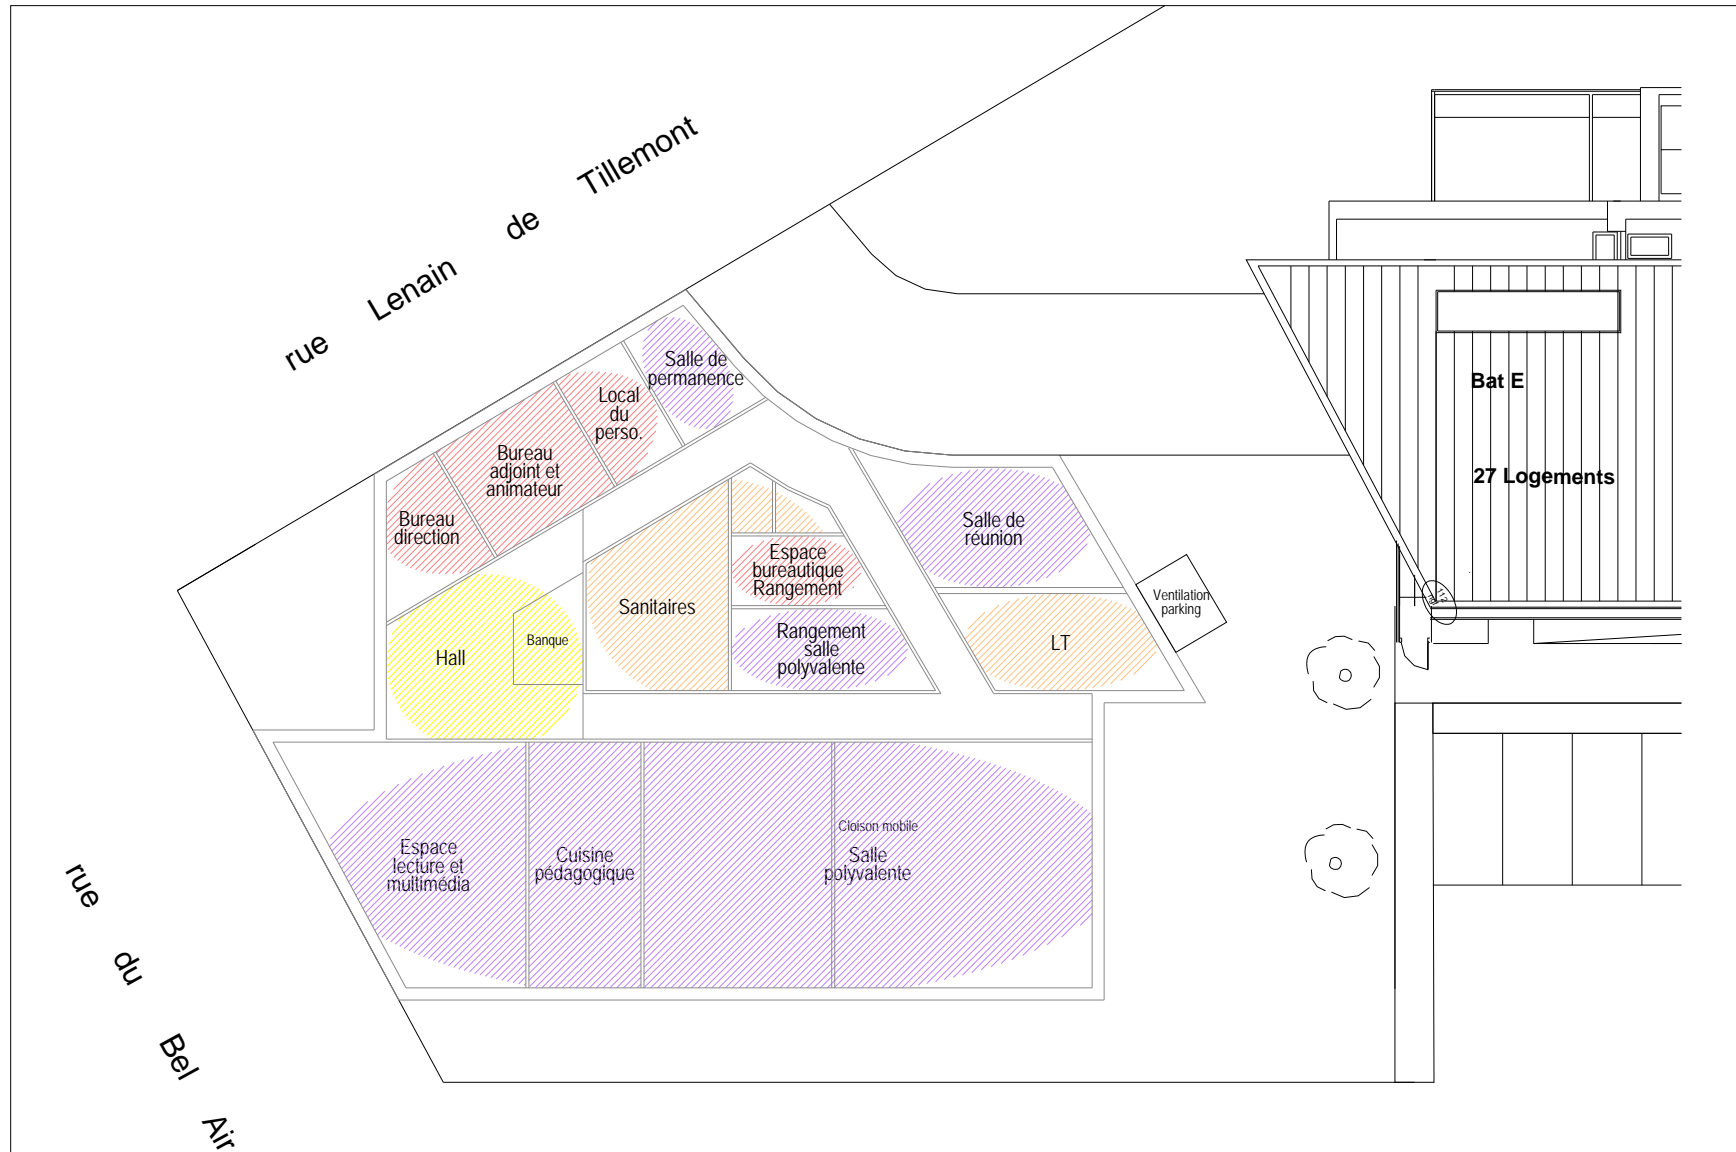 rue Lenain de Tillemont
Salle de
permanence
Local
du
perso.
Bureau
adjoint et
animateur
Bureau
direction
Bat E
27 Logements
Salle de
réunion
Espace
bureautique
Rangement
Sanitaires
Ventilation
parking
Banque
Hall
Rangement
salle
polyvalente
LT
Cloison mobile
Salle
polyvalente
Espace
lecture et
multimédia
Cuisine
pédagogique
rue du Bel Air